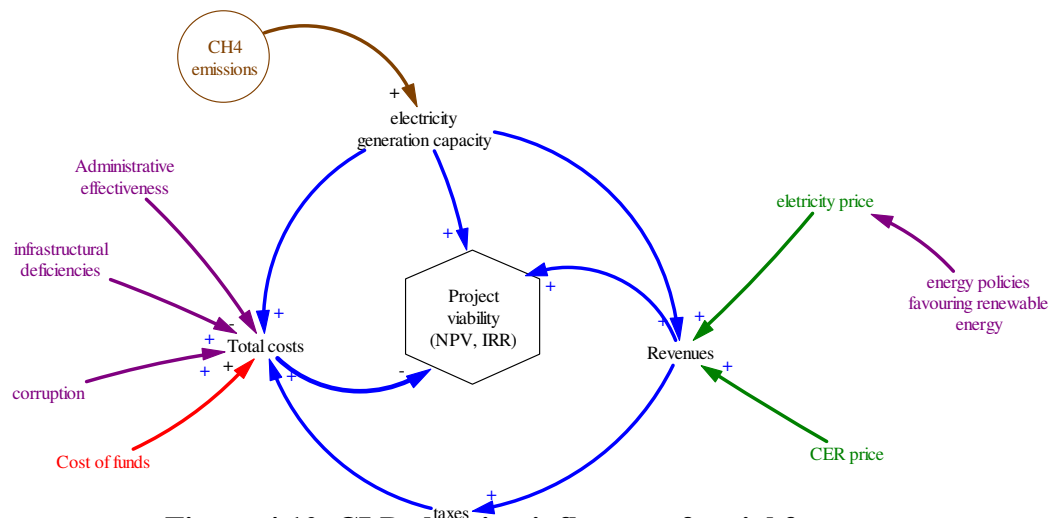 CH4
emissions
+
electricity
generation capacity
Administrative
effectiveness
eletricity price
infrastructural
deficiencies
+
+
energy policies
favouring renewable
energy
Project
viability
(NPV, IRR)
-
+
+
+
+
Total costs
Revenues
+
+
+
-
+
corruption
Cost of funds
CER price
+
taxes